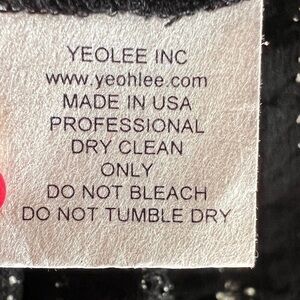 YEOLEE INC
www.yeohlee.com
MADE IN USA
PROFESSIONAL
DRY CLEAN
ONLY
DO NOT BLEACH
DO NOT TUMBLE DRY